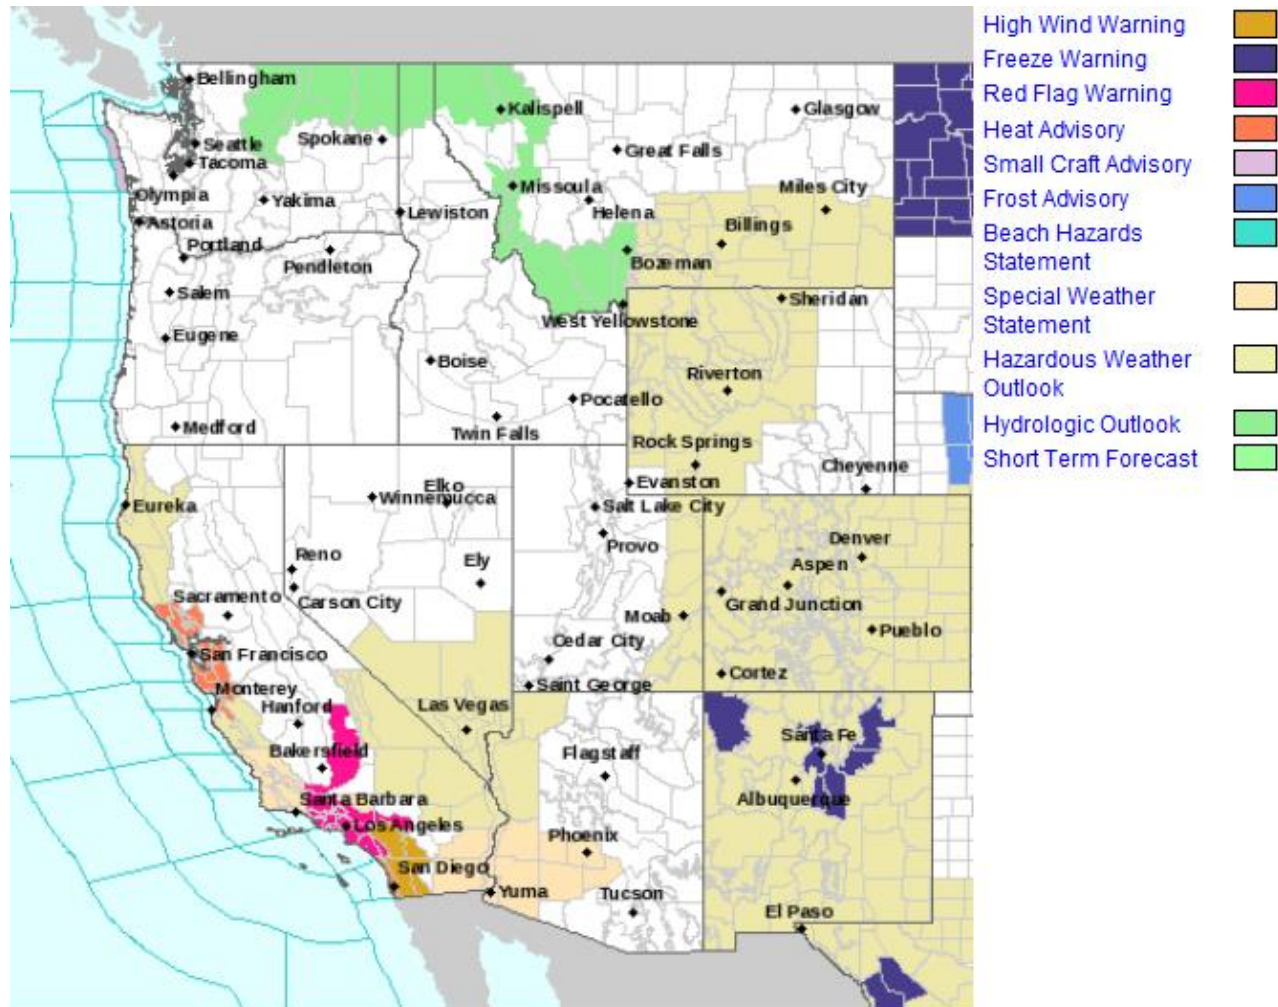 High Wind Warning
Freeze Warning
Red Flag Warning
Heat Advisory
Small Craft Advisory
Frost Advisory
Beach Hazards
Statement
Special Weather
Statement
Hazardous Weather
Outlook
Hydrologic Outlook
Short Term Forecast
Bellingham
Kalispell
Glasgow
Seattle
Spokane
Great Falls
Tacoma
Olympia
Missoula
Miles City
Yakima
Helena
Lewiston
Astoria
Billings
Portland
Pendleton
Bozeman
Salem
Sheridan
West Yellowstone
Eugene
Boise
Riverton
Pocatello
Medford
Twin Falls
Rock Springs
Cheyenne
Evanston
Elko
Winnemucca
Eureka
Salt Lake City
Provo
Denver
Reno
Ely
Aspen
Sacramento
Carson City
Grand Junction
Moab
Pueblo
Cedar City
San Francisco
Cortez
Saint George
Monterey
Hanford
Las Vegas
Santa Fe
Bakersfield
Flagstaff
Albuquerque
Santa Barbara
Los Angeles
Phoenix
San Diego
Yuma
Tucson
El Paso